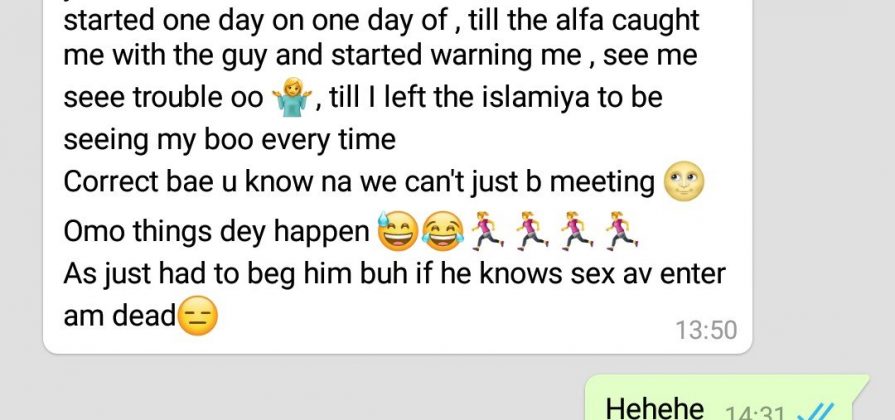 started one day on one day of , till the alfa caught
me with the guy and started warning me , see me
seee trouble oo 🤷‍♀️ , till I left the islamiya to be
seeing my boo every time
Correct bae u know na we can't just b meeting 🌝
Omo things dey happen 😅😂🏃‍♀️🏃‍♀️🏃‍♀️🏃‍♀️
As just had to beg him buh if he knows sex av enter
am dead😑
13:50
Hehehe 14:31